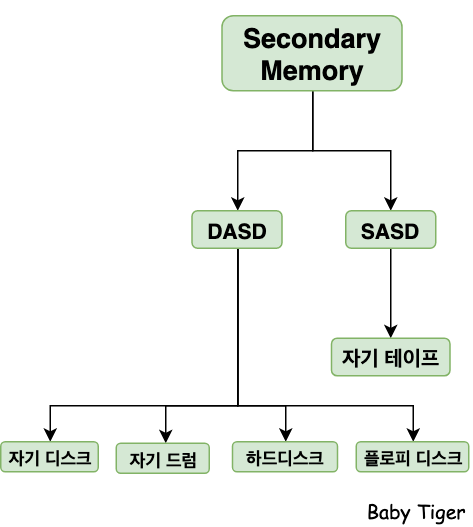 Secondary
Memory
DASD
SASD
자기 테이프
자기 디스크
자기 드럼
하드디스크
플로피 디스크
Baby Tiger